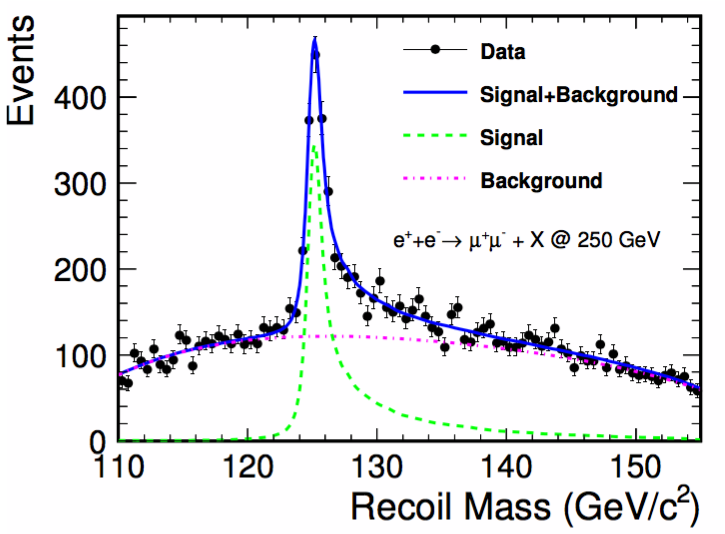 Events
400
300
200
100
0
Data
Signal+Background
Signal
Background
e⁺+e⁻→ μ⁺μ⁻ + X @ 250 GeV
110 120 130 140 150
Recoil Mass (GeV/c²)